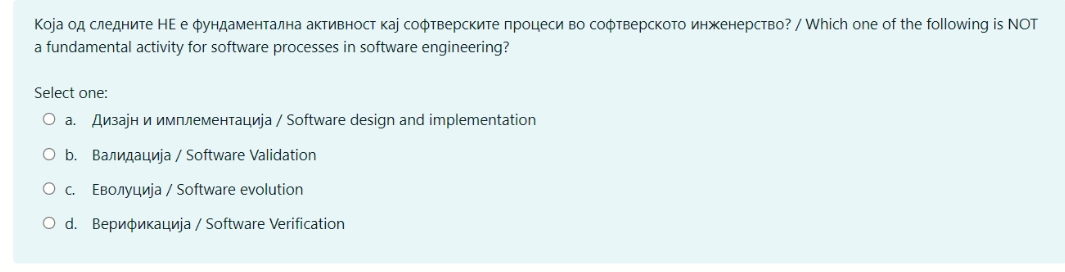 Која од следните НЕ е фундаментална активност кај софтверските процеси во софтверското инженерство? / Which one of the following is NOT
a fundamental activity for software processes in software engineering?
Select one:
a. Дизајн и имплементација / Software design and implementation
b. Валидација / Software Validation
c. Еволуција / Software evolution
d. Верификација / Software Verification